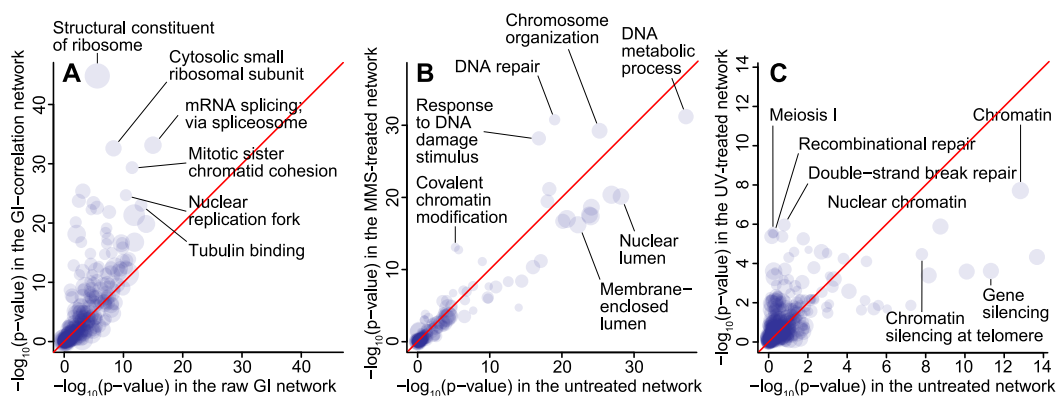 A
Structural constituent
of ribosome
Cytosolic small
ribosomal subunit
mRNA splicing,
via spliceosome
Mitotic sister
chromatid cohesion
Nuclear
replication fork
Tubulin binding
−log10(p−value) in the GI−correlation network
0
10
20
30
40
0
10
20
30
40
−log10(p−value) in the raw GI network
B
Chromosome
organization
DNA
metabolic
process
DNA repair
Response
to DNA
damage
stimulus
Covalent
chromatin
modification
Nuclear
lumen
Membrane−
enclosed
lumen
−log10(p−value) in the MMS−treated network
0
10
20
30
0
10
20
30
−log10(p−value) in the untreated network
C
Meiosis I
Recombinational repair
Double−strand break repair
Nuclear chromatin
Chromatin
Gene
silencing
Chromatin
silencing at telomere
−log10(p−value) in the UV−treated network
0
2
4
6
8
10
12
14
0
2
4
6
8
10
12
14
−log10(p−value) in the untreated network